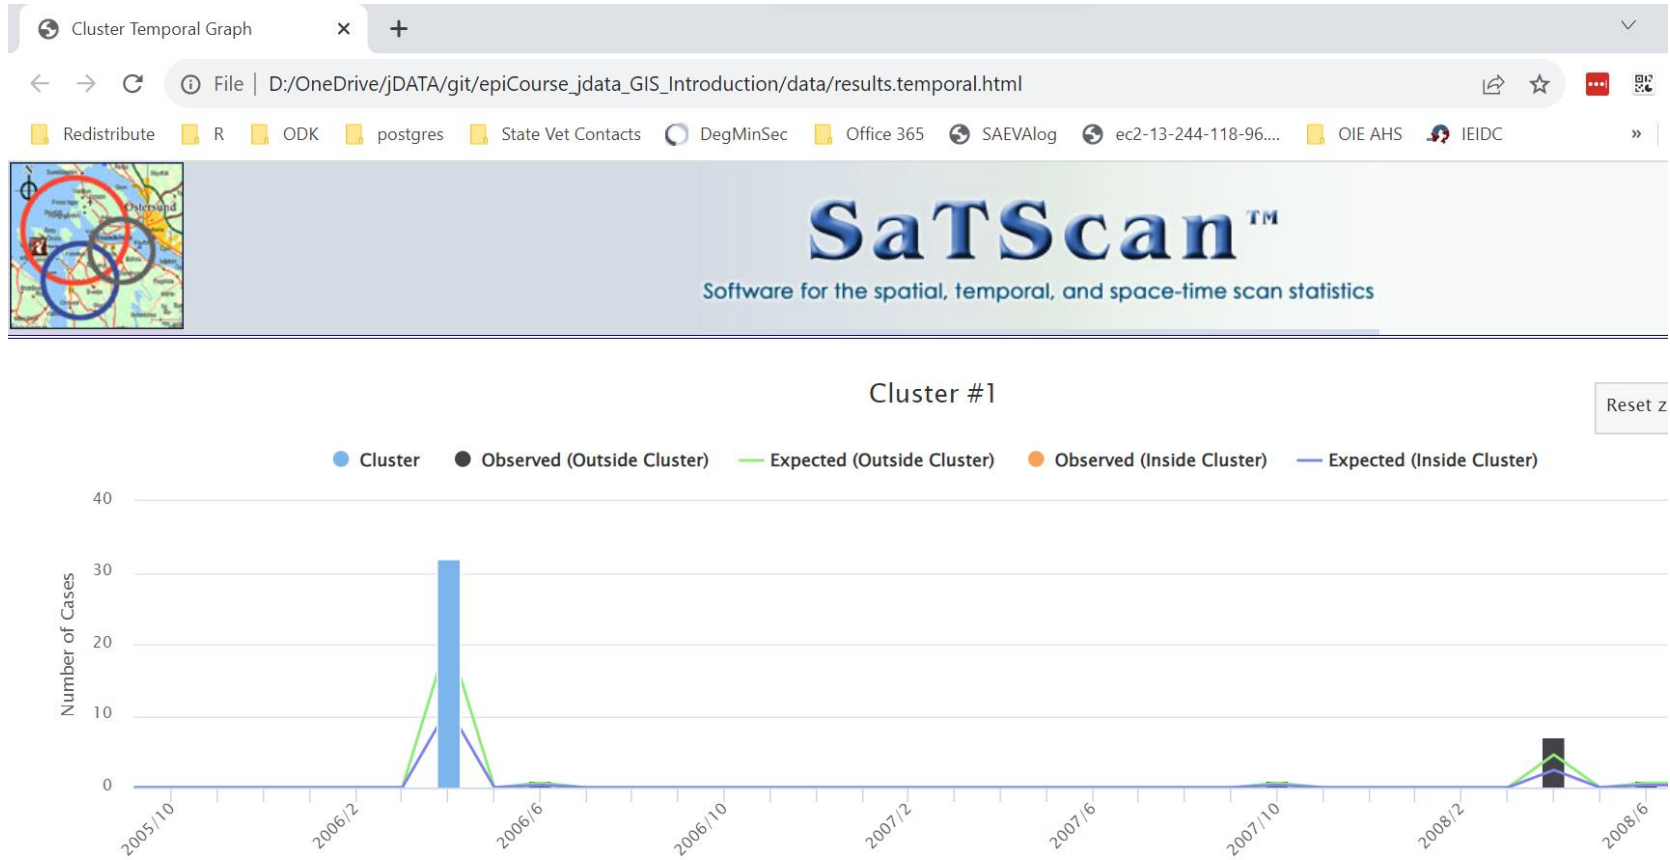 Cluster Temporal Graph
File | D:/OneDrive/jDATA/git/epiCourse_jdata_GIS_Introduction/data/results.temporal.html
Redistribute R ODK postgres State Vet Contacts DegMinSec Office 365 SAEVAlog ec2-13-244-118-96.... OIE AHS IEIDC »
N
Östersund
SaTScan™
Software for the spatial, temporal, and space-time scan statistics
Cluster #1
Reset z
Cluster Observed (Outside Cluster) Expected (Outside Cluster) Observed (Inside Cluster) Expected (Inside Cluster)
Number of Cases
40
30
20
10
0
2005/10 2006/2 2006/6 2006/10 2007/2 2007/6 2007/10 2008/2 2008/6